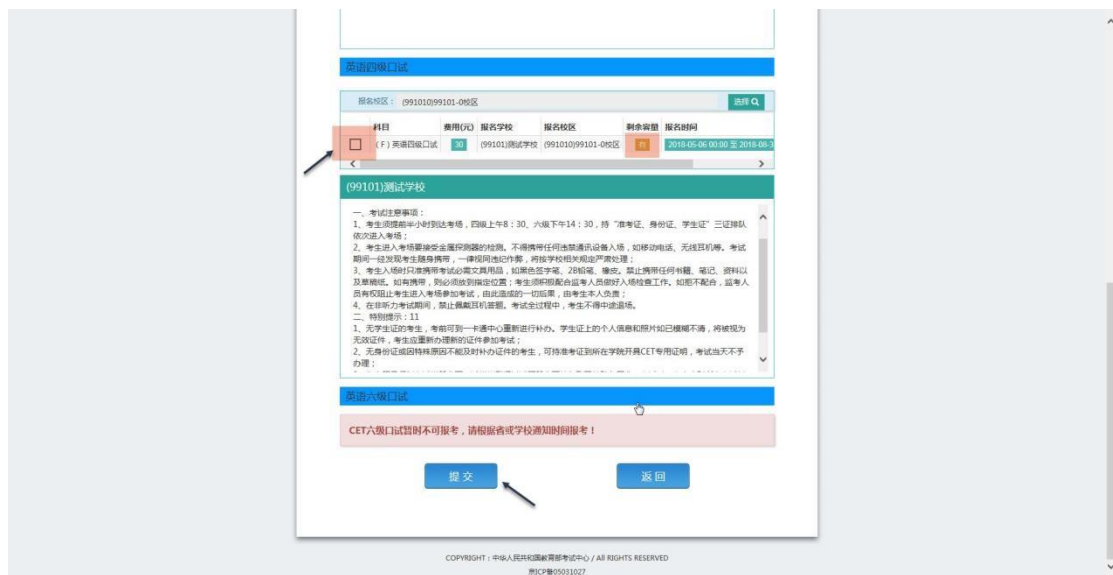 英语四级口试
报名校区： (991010)99101-0校区 选择
科目 费用(元) 报名学校 报名校区 剩余容量 报名时间
( F ) 英语四级口试 30 (99101)测试学校 (991010)99101-0校区 有 2018-05-06 00:00 至 2018-08-3
(99101)测试学校
一、考试注意事项：
1、考生须提前半小时到达考场，四级上午8：30、六级下午14：30，持 “准考证、身份证、学生证” 三证排队
依次进入考场；
2、考生进入考场要接受金属探测器的检测。不得携带任何违禁通讯设备入场，如移动电话、无线耳机等。考试
期间一经发现考生随身携带，一律视同违纪作弊，将按学校相关规定严肃处理；
3、考生入场时只准携带考试必需文具用品，如黑色签字笔、2B铅笔、橡皮。禁止携带任何书籍、笔记、资料以
及草稿纸。如有携带，则必须放到指定位置；考生须积极配合监考人员做好入场检查工作。如拒不配合，监考人
员有权阻止考生进入考场参加考试，由此造成的一切后果，由考生本人负责；
4、在非听力考试期间，禁止佩戴耳机答题。考试全过程中，考生不得中途退场。
二、特别提示：11
1、无学生证的考生，考前可到一卡通中心重新进行补办。学生证上的个人信息和照片如已模糊不清，将被视为
无效证件，考生应重新办理新的证件参加考试；
2、无身份证或因特殊原因不能及时补办证件的考生，可持准考证到所在学院开具CET专用证明，考试当天不予
办理；
英语六级口试
CET六级口试暂时不可报考，请根据省或学校通知时间报考！
提 交 返 回
COPYRIGHT：中华人民共和国教育部考试中心 / All RIGHTS RESERVED
京ICP备05031027